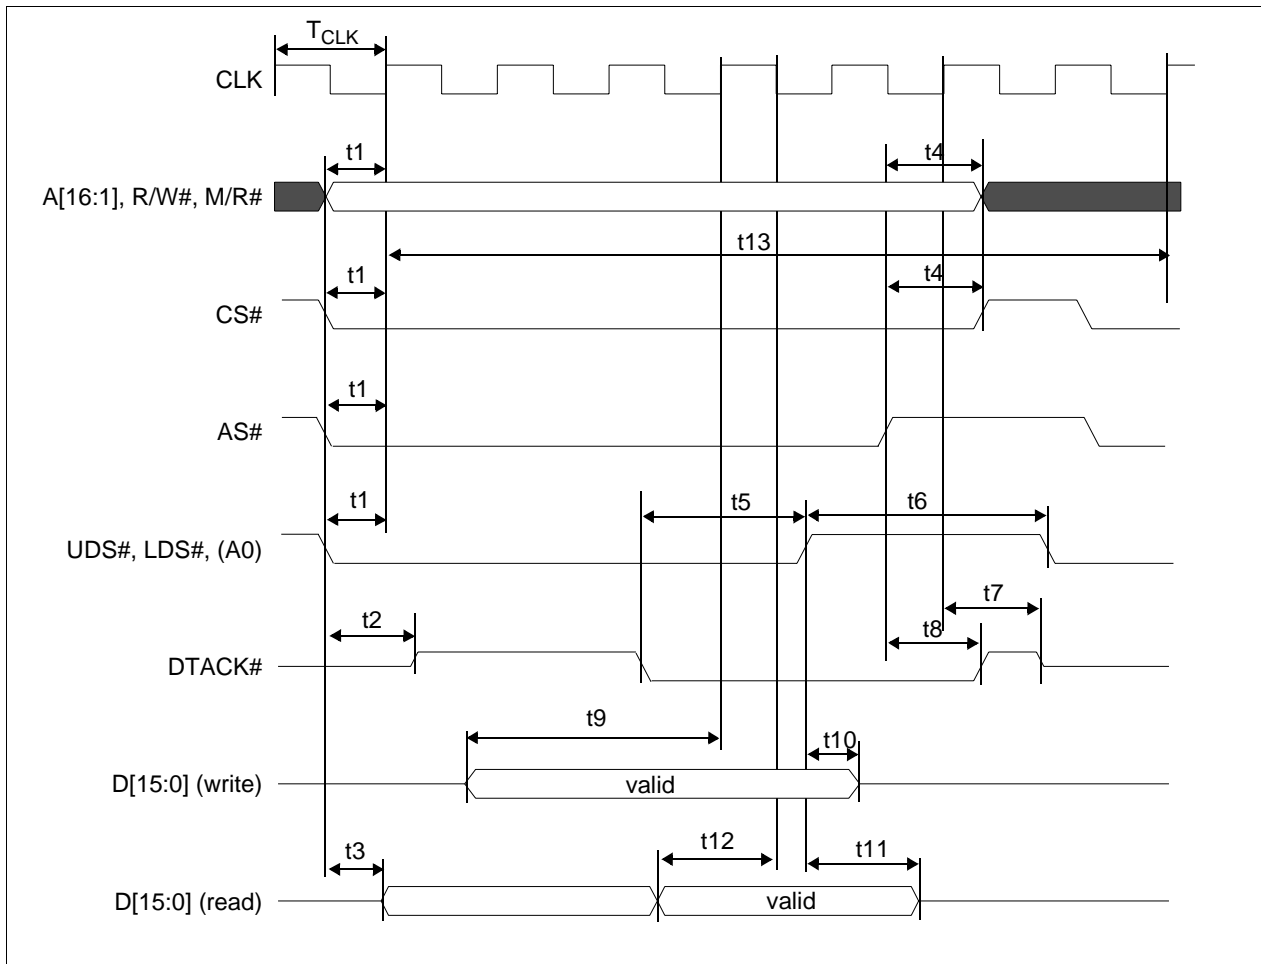 TCLK
CLK
t1
t4
A[16:1], R/W#, M/R#
t13
t1
t4
CS#
t1
AS#
t1
t5
t6
UDS#, LDS#, (A0)
t7
t2
t8
DTACK#
t9
t10
D[15:0] (write)
valid
t12
t3
t11
D[15:0] (read)
valid